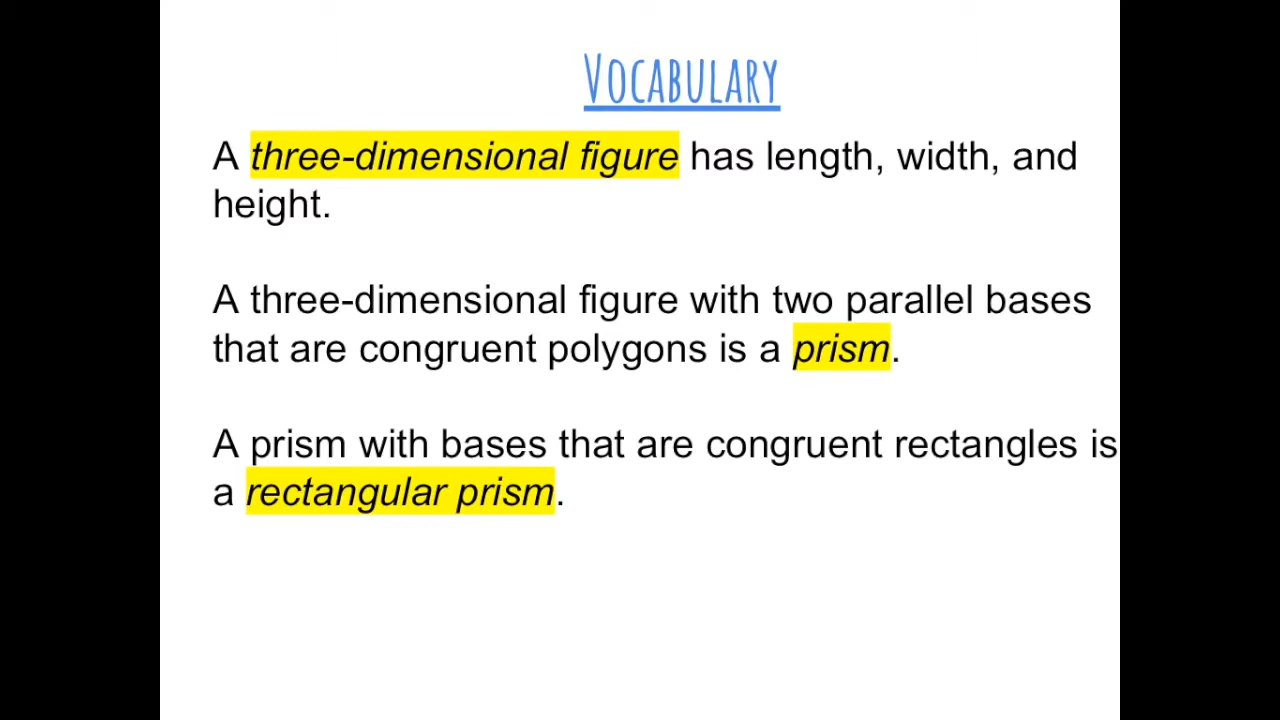 VOCABULARY
A three-dimensional figure has length, width, and
height.
A three-dimensional figure with two parallel bases
that are congruent polygons is a prism.
A prism with bases that are congruent rectangles is
a rectangular prism.